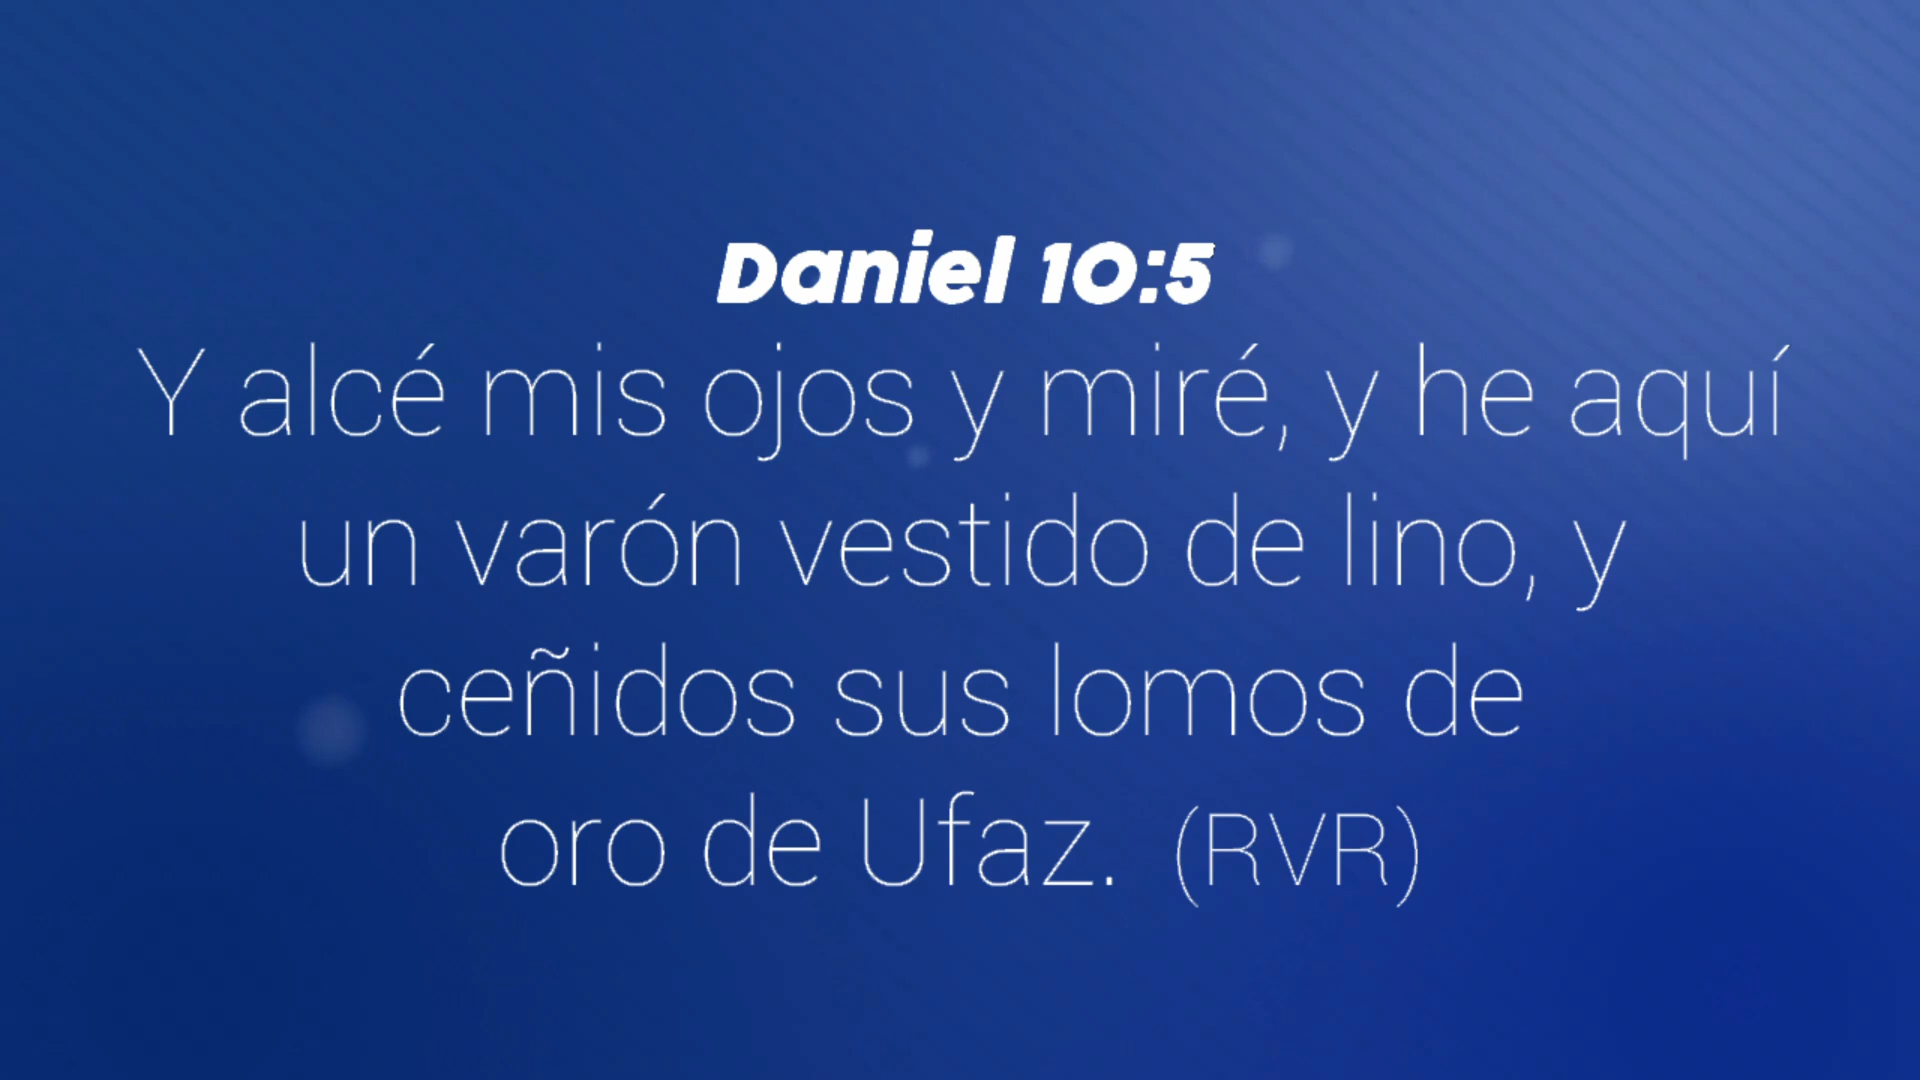 Daniel 10:5
Y alcé mis ojos y miré, y he aquí
un varón vestido de lino, y
ceñidos sus lomos de
oro de Ufaz. (RVR)